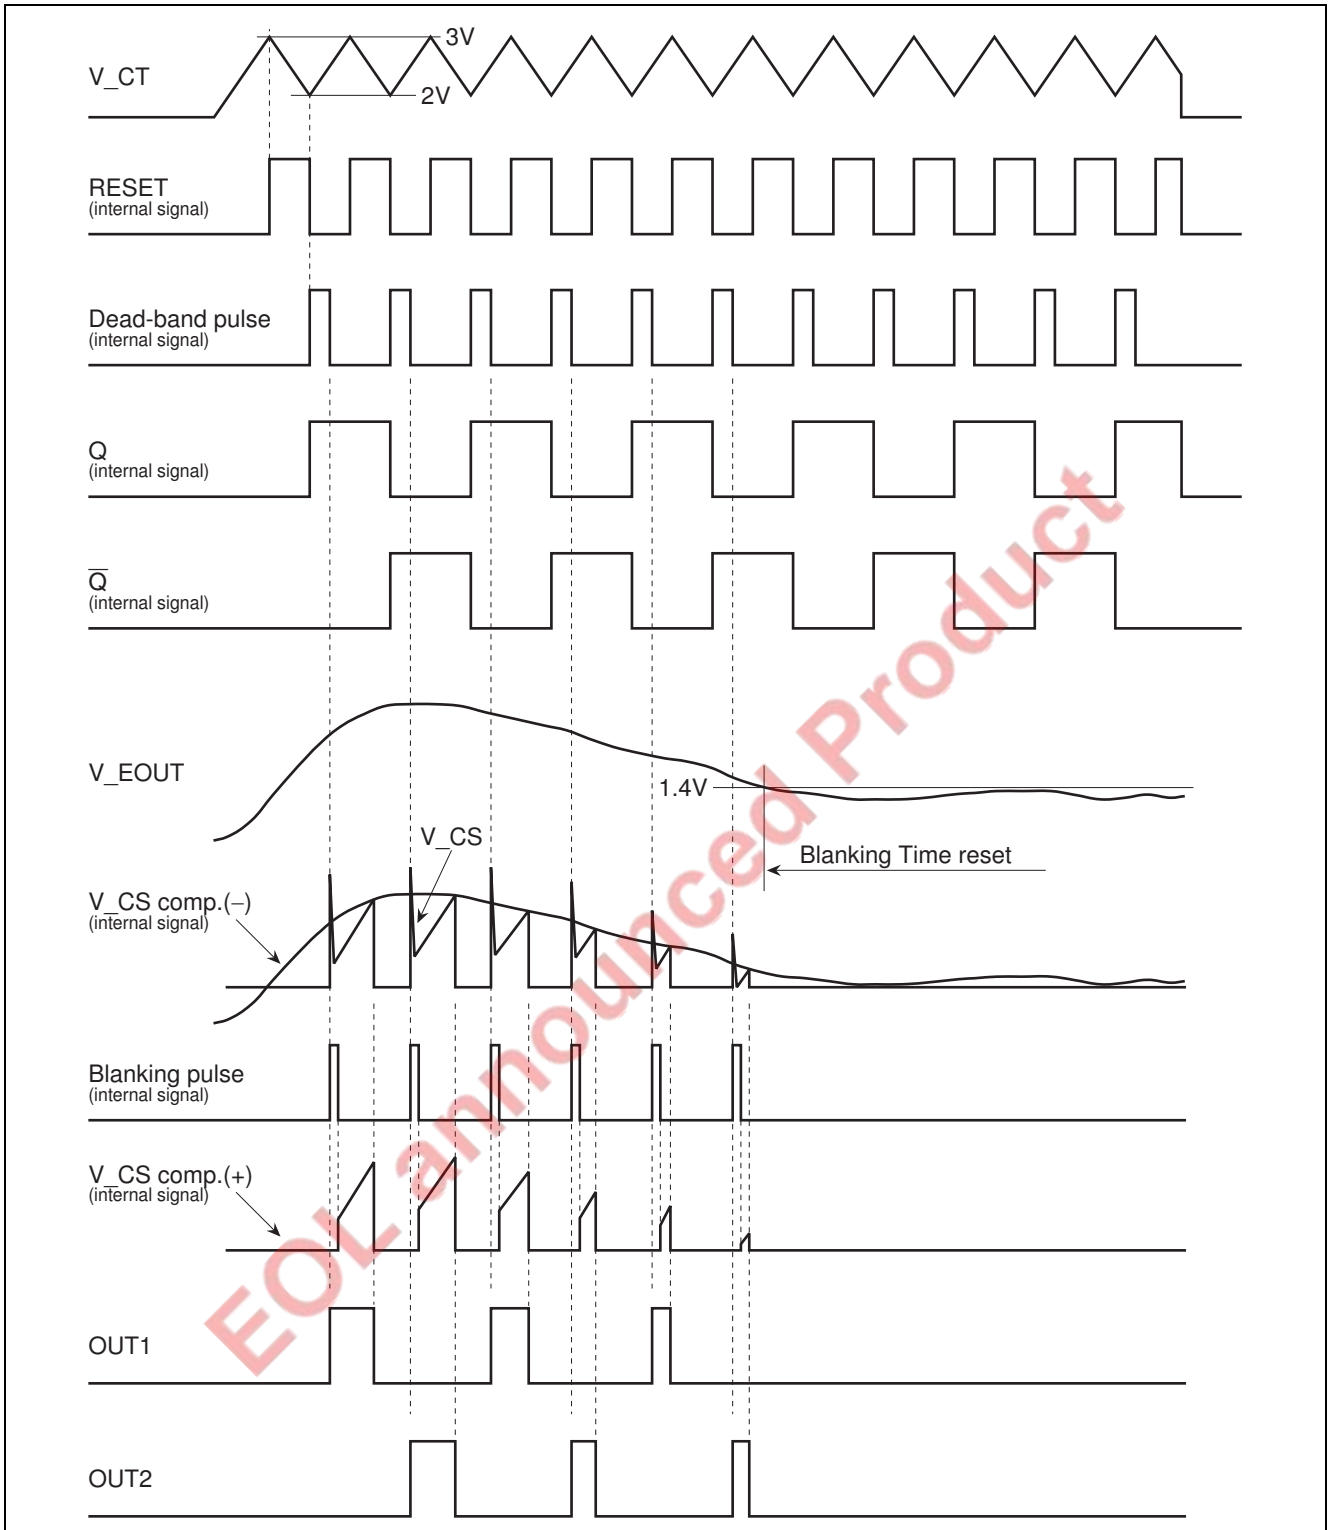 3V
V_CT
2V
RESET
(internal signal)
Dead-band pulse
(internal signal)
Q
(internal signal)
Q̅
(internal signal)
V_EOUT
1.4V
V_CS
Blanking Time reset
V_CS comp.(–)
(internal signal)
Blanking pulse
(internal signal)
V_CS comp.(+)
(internal signal)
OUT1
OUT2
EOL announced Product